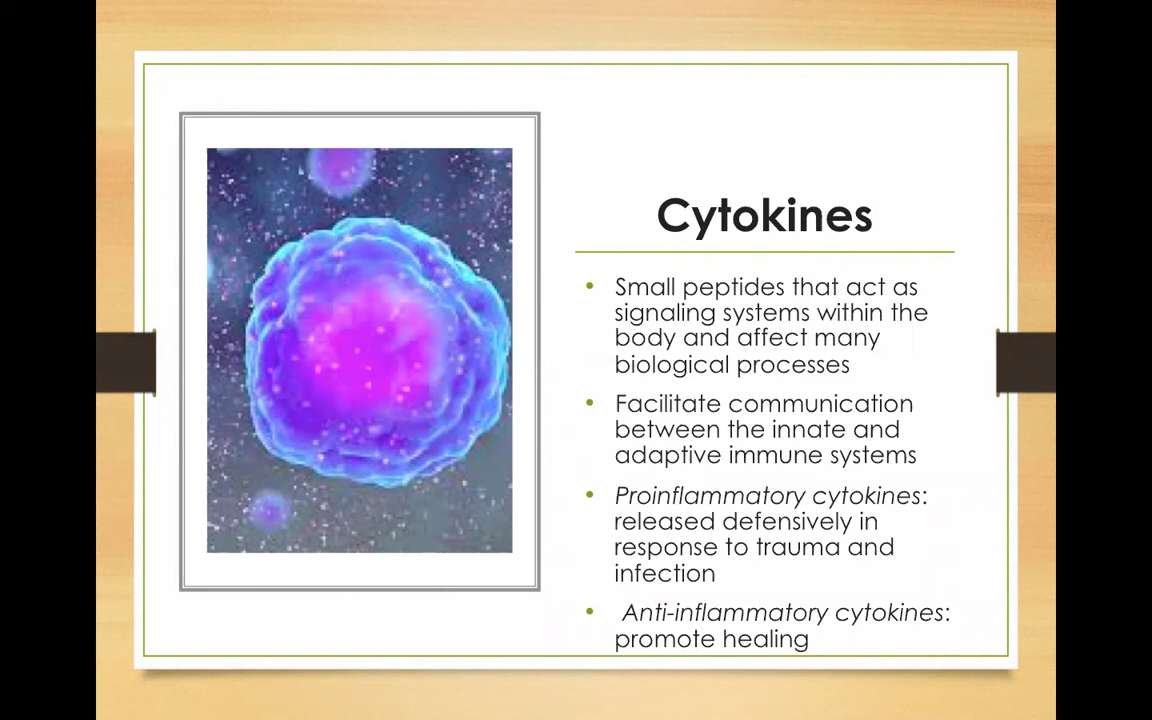 Cytokines
• Small peptides that act as
signaling systems within the
body and affect many
biological processes
• Facilitate communication
between the innate and
adaptive immune systems
• Proinflammatory cytokines:
released defensively in
response to trauma and
infection
• Anti-inflammatory cytokines:
promote healing